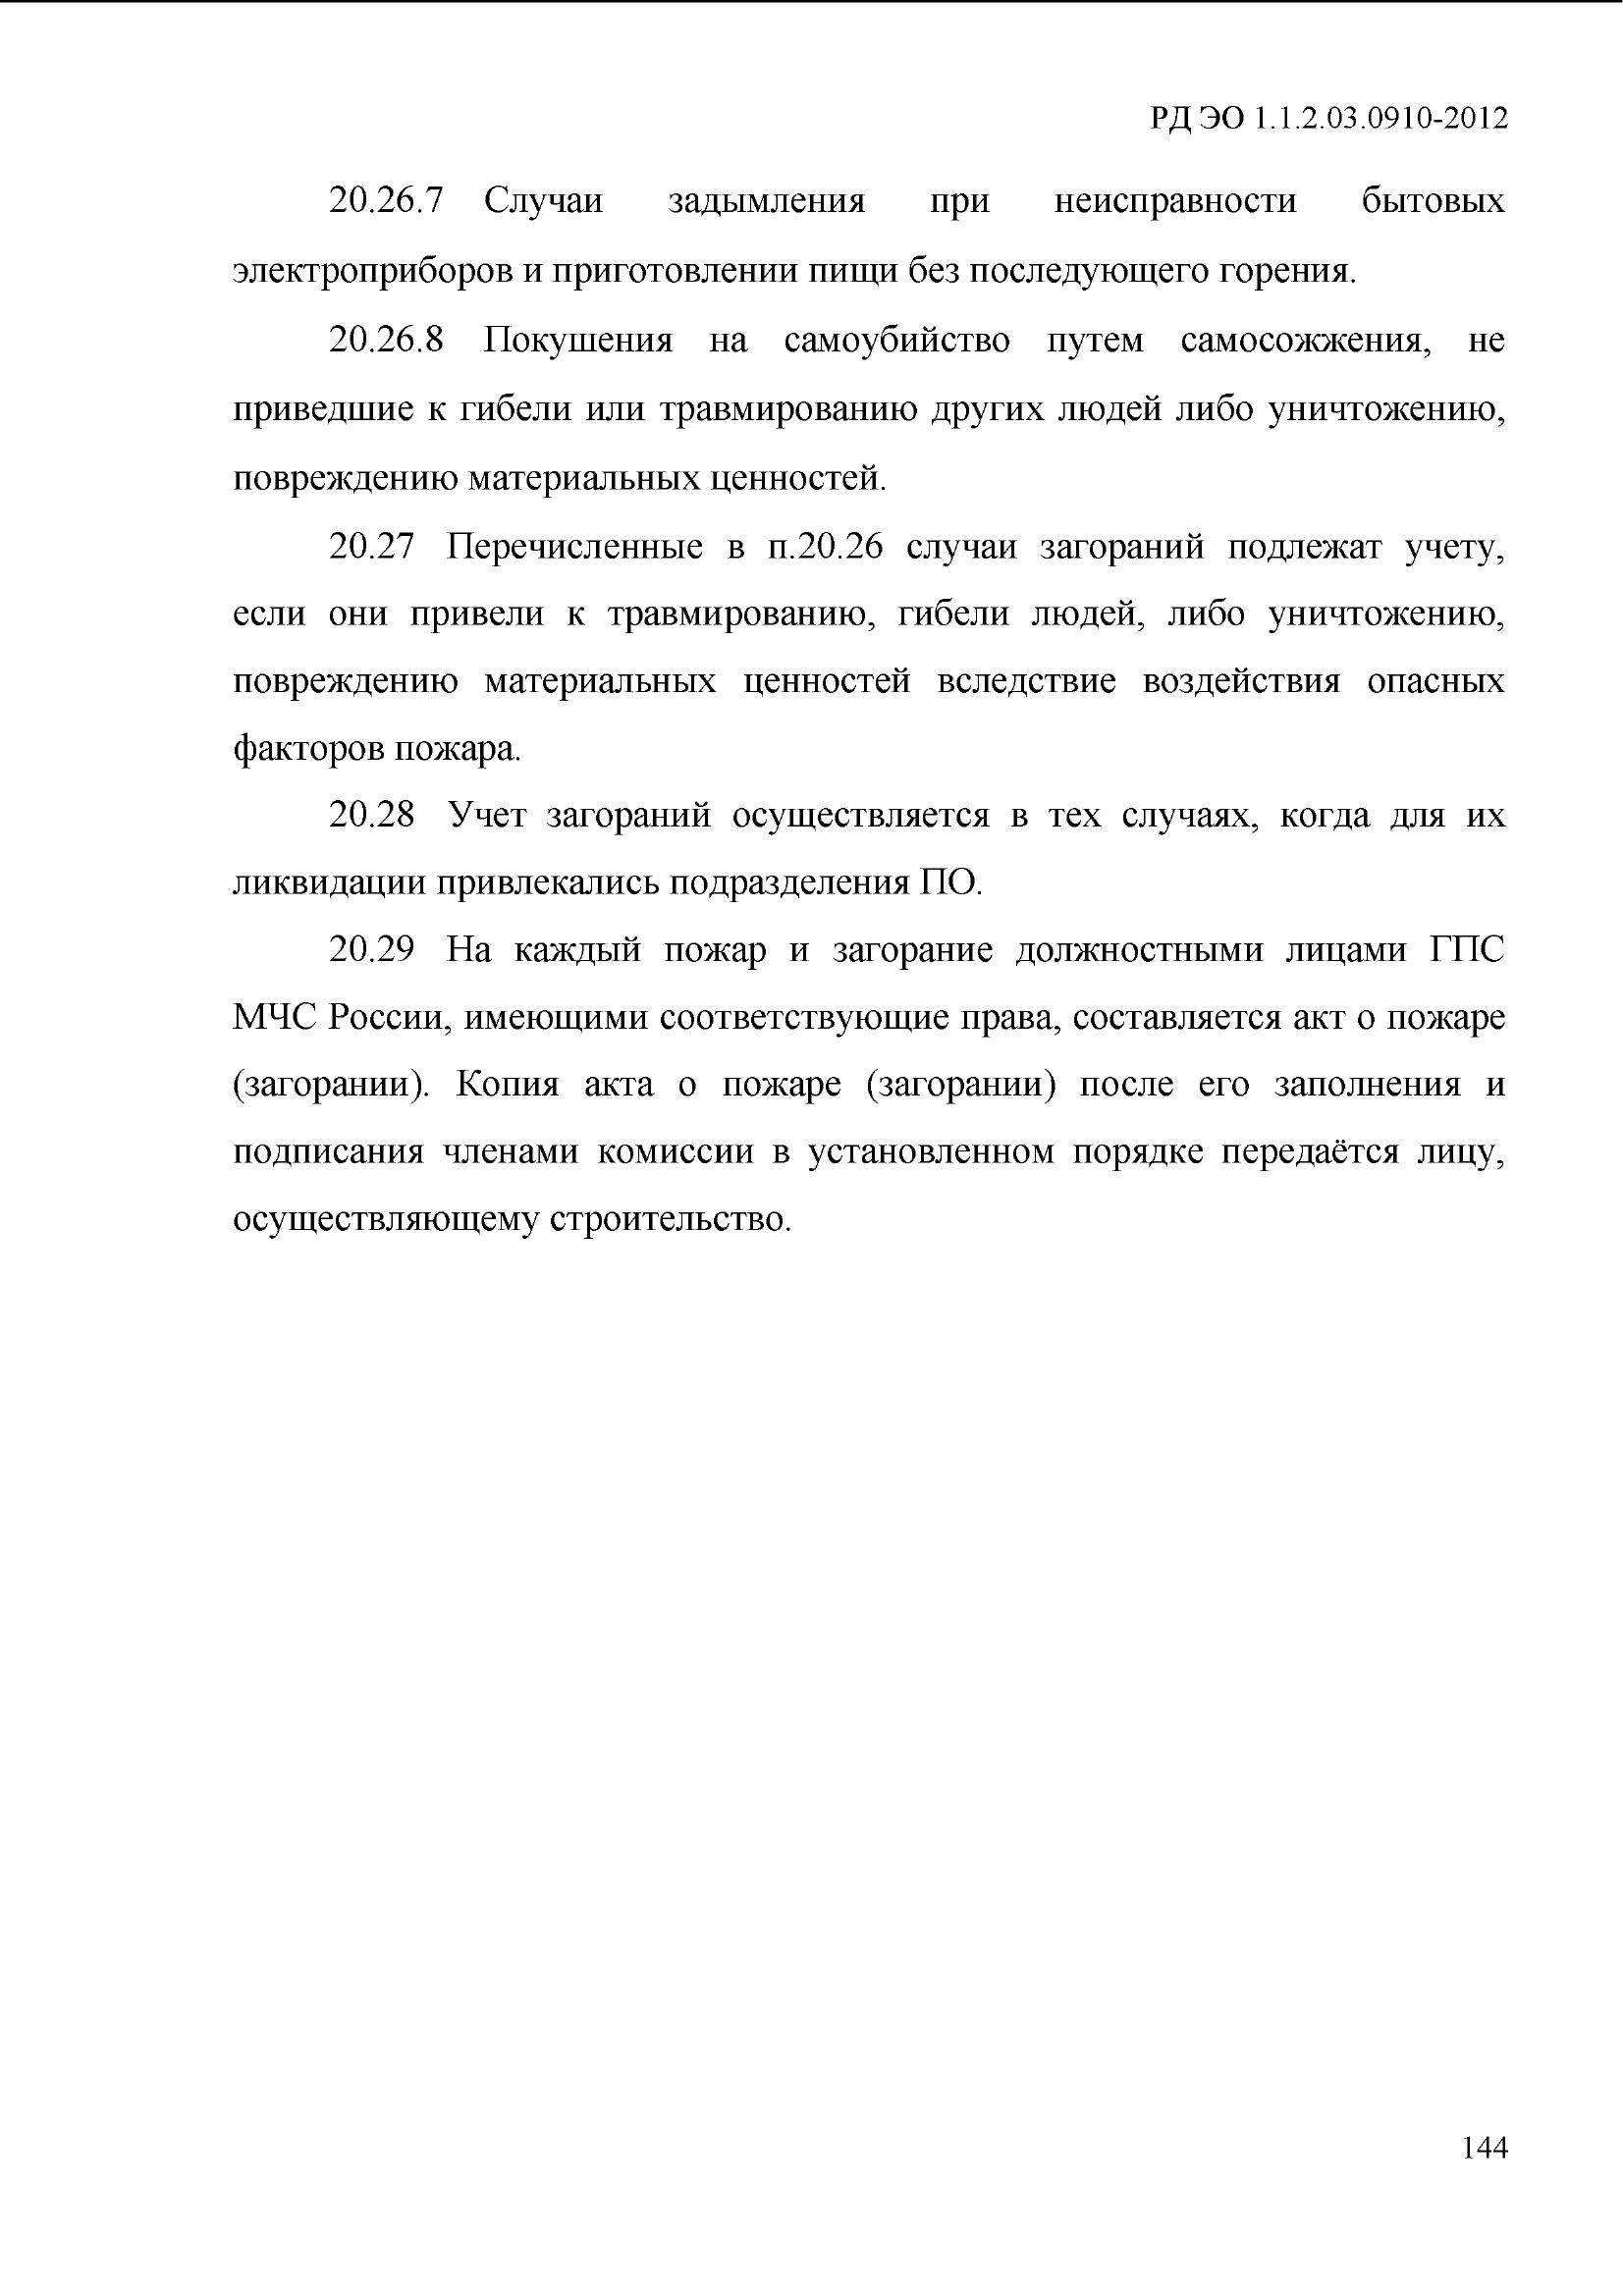 РД ЭО 1.1.2.03.0910-2012
20.26.7 Случаи задымления при неисправности бытовых
электроприборов и приготовлении пищи без последующего горения.
20.26.8 Покушения на самоубийство путем самосожжения, не
приведшие к гибели или травмированию других людей либо уничтожению,
повреждению материальных ценностей.
20.27 Перечисленные в п.20.26 случаи загораний подлежат учету,
если они привели к травмированию, гибели людей, либо уничтожению,
повреждению материальных ценностей вследствие воздействия опасных
факторов пожара.
20.28 Учет загораний осуществляется в тех случаях, когда для их
ликвидации привлекались подразделения ПО.
20.29 На каждый пожар и загорание должностными лицами ГПС
МЧС России, имеющими соответствующие права, составляется акт о пожаре
(загорании). Копия акта о пожаре (загорании) после его заполнения и
подписания членами комиссии в установленном порядке передаётся лицу,
осуществляющему строительство.
144